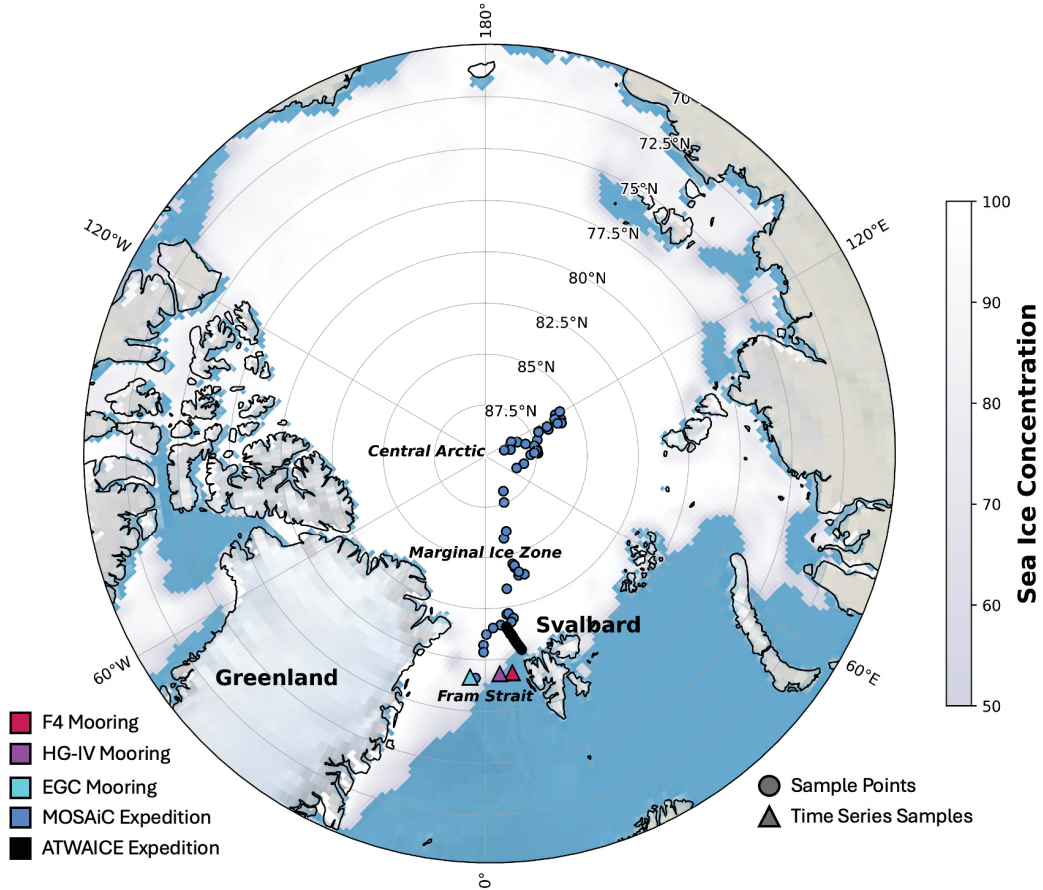 180°
70
72.5°N
75°N
77.5°N
80°N
82.5°N
85°N
87.5°N
120°W
120°E
Central Arctic
Marginal Ice Zone
Svalbard
Greenland
Fram Strait
60°W
60°E
0°
F4 Mooring
HG-IV Mooring
EGC Mooring
MOSAiC Expedition
ATWAICE Expedition
Sample Points
Time Series Samples
100
90
80
70
60
50
Sea Ice Concentration